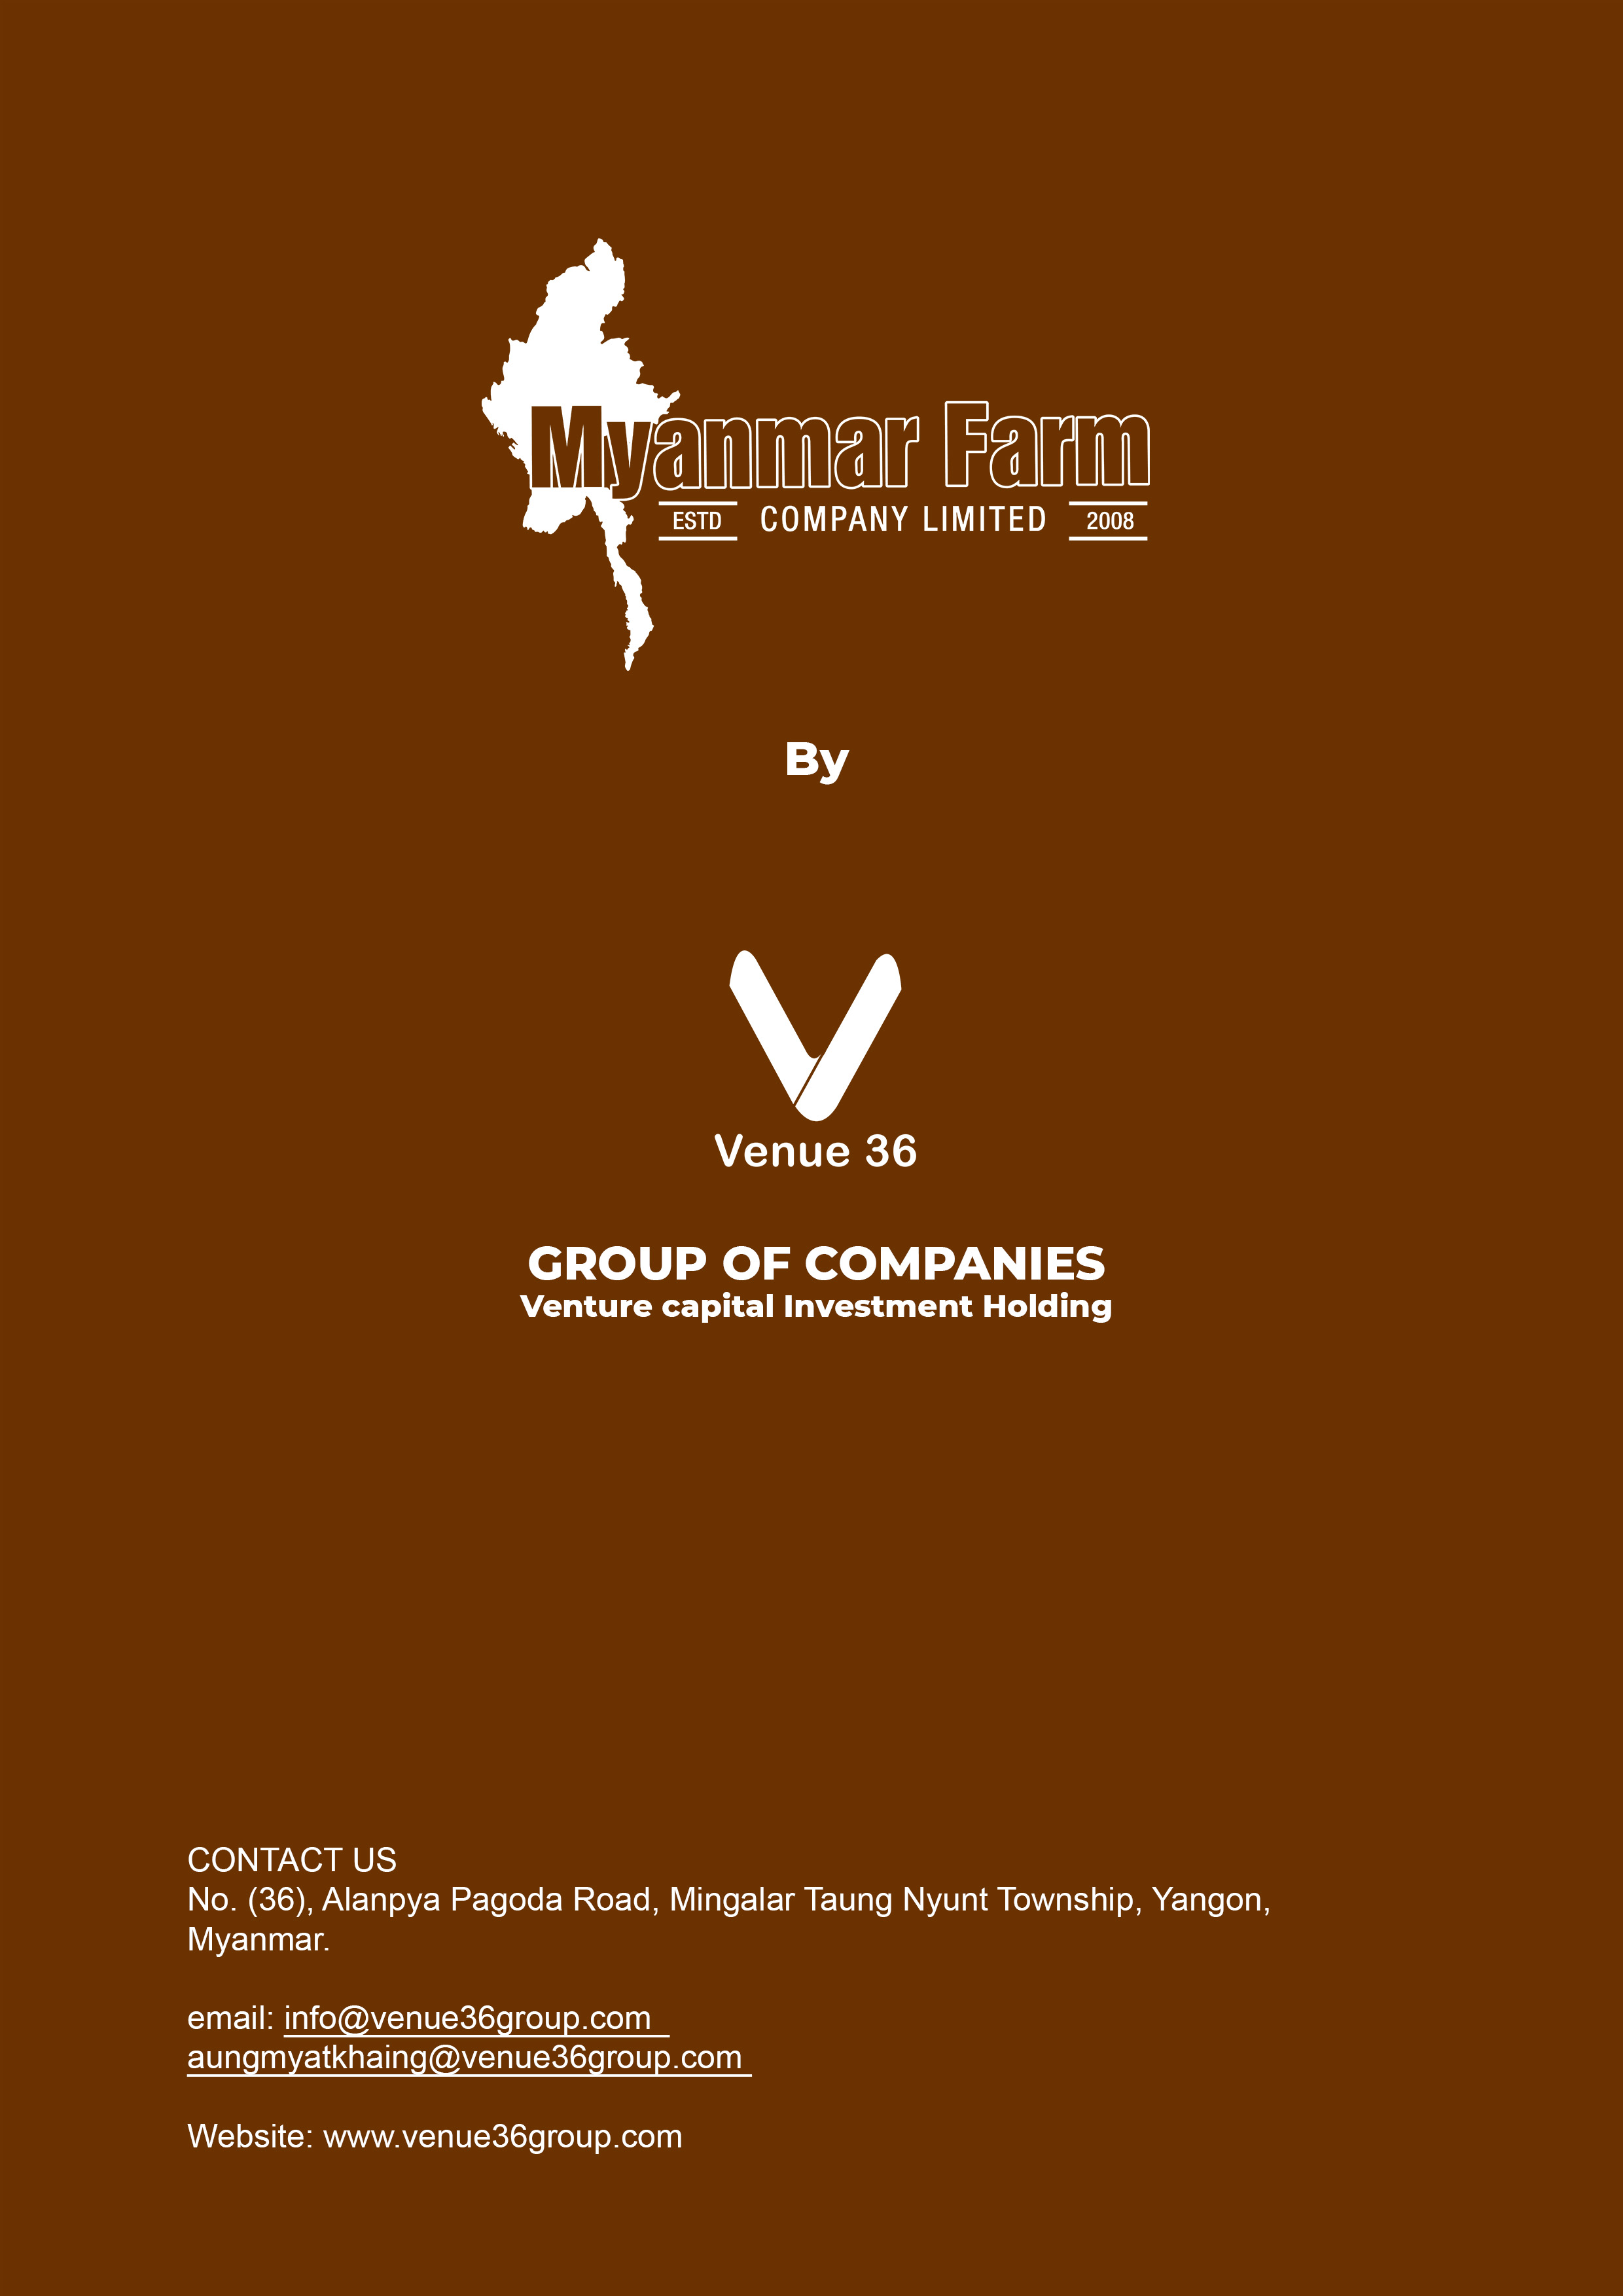 Myanmar Farm
ESTD COMPANY LIMITED 2008
By
Venue 36
GROUP OF COMPANIES
Venture capital Investment Holding
CONTACT US
No. (36), Alanpya Pagoda Road, Mingalar Taung Nyunt Township, Yangon,
Myanmar.
email: info@venue36group.com
aungmyatkhaing@venue36group.com
Website: www.venue36group.com